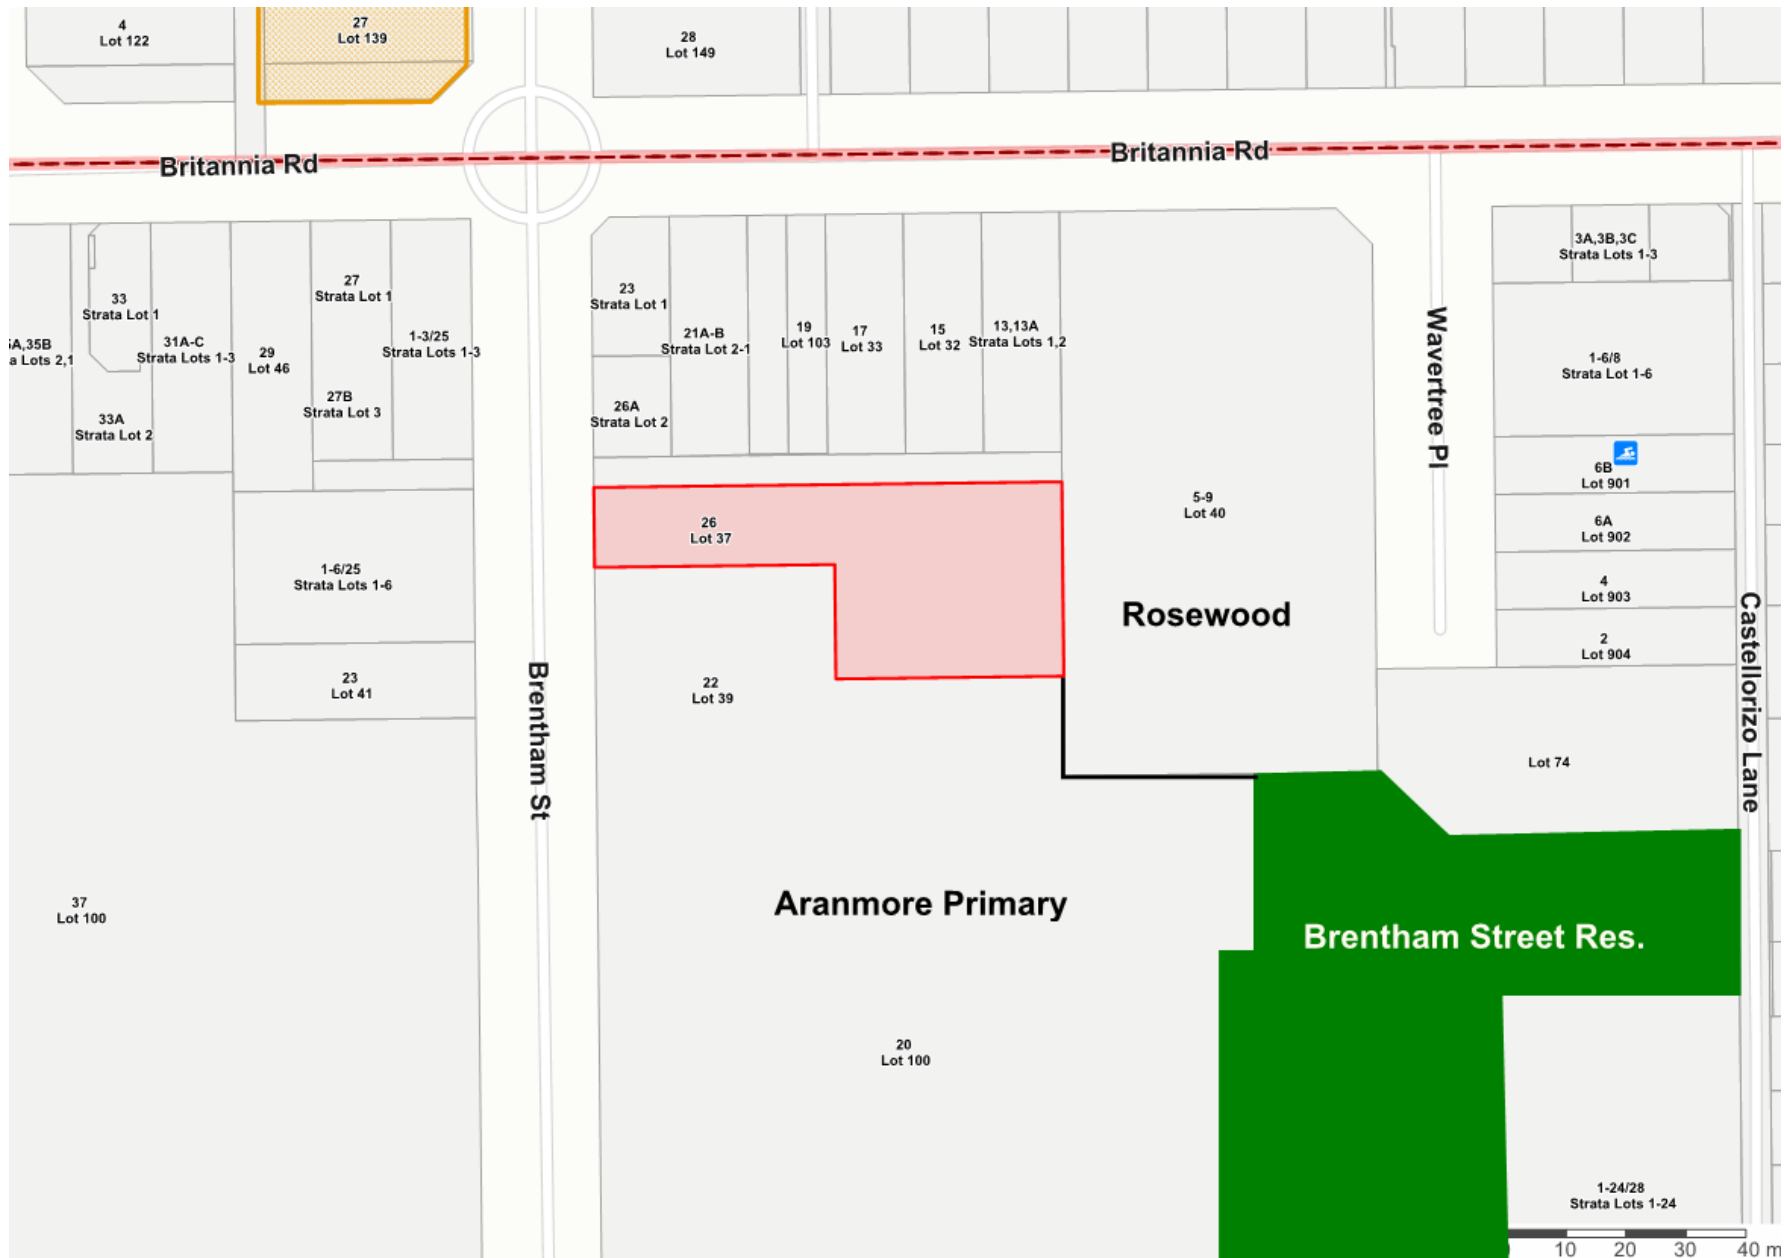 4
Lot 122
27
Lot 139
28
Lot 149
Britannia Rd
Britannia Rd
33
Strata Lot 1
5A,35B
a Lots 2,1
33A
Strata Lot 2
31A-C
Strata Lots 1-3
29
Lot 46
27
Strata Lot 1
27B
Strata Lot 3
1-3/25
Strata Lots 1-3
23
Strata Lot 1
26A
Strata Lot 2
21A-B
Strata Lot 2-1
19
Lot 103
17
Lot 33
15
Lot 32
13,13A
Strata Lots 1,2
Wavertree Pl
3A,3B,3C
Strata Lots 1-3
1-6/8
Strata Lot 1-6
6B
Lot 901
6A
Lot 902
4
Lot 903
2
Lot 904
5-9
Lot 40
Rosewood
26
Lot 37
1-6/25
Strata Lots 1-6
23
Lot 41
Brentham St
22
Lot 39
Castellorizo Lane
Lot 74
37
Lot 100
Aranmore Primary
Brentham Street Res.
20
Lot 100
1-24/28
Strata Lots 1-24
10 20 30 40 m